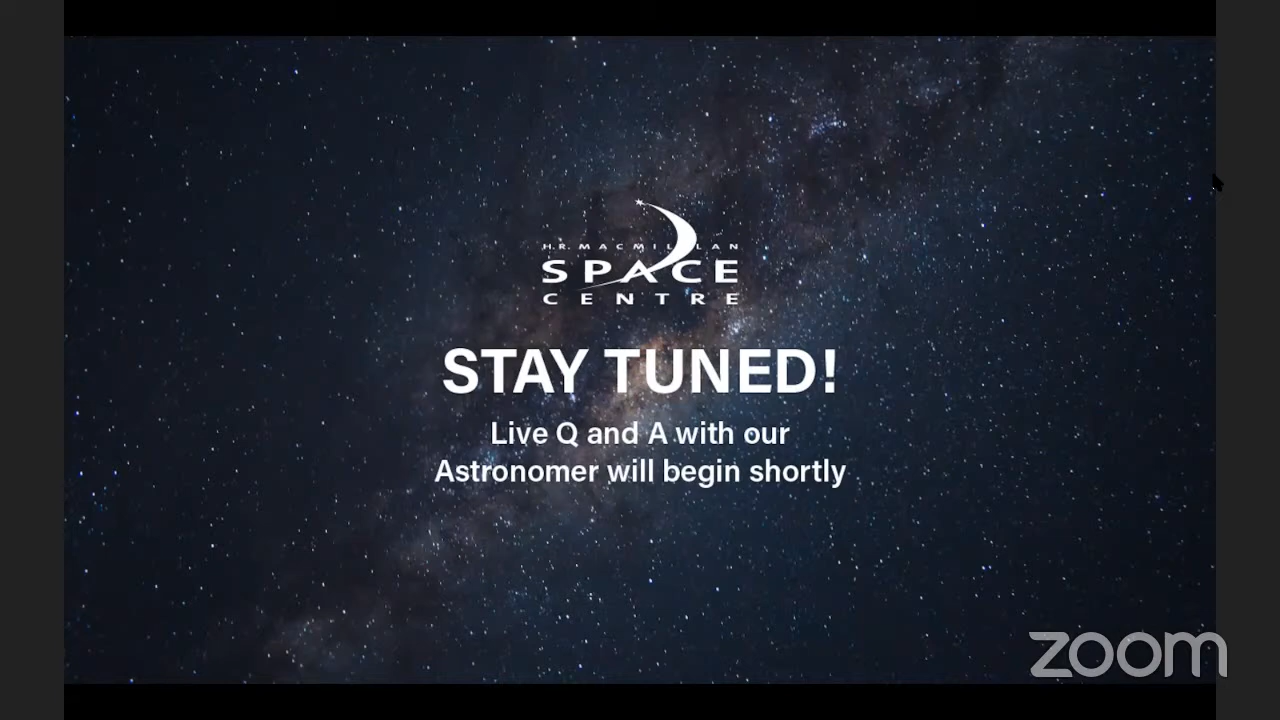 H.R. MACMILLAN
SPACE
CENTRE
STAY TUNED!
Live Q and A with our
Astronomer will begin shortly
zoom